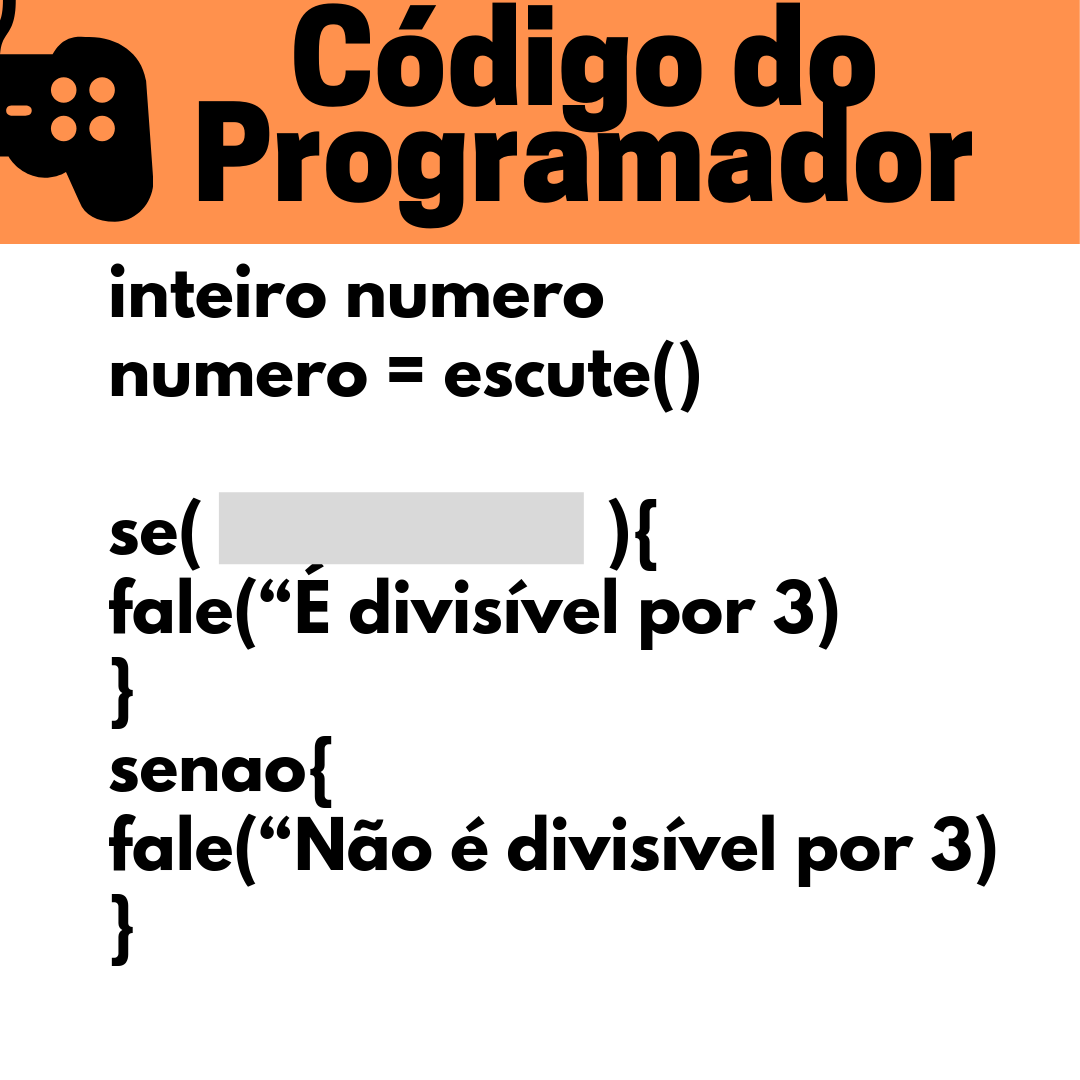 Código do
Programador
inteiro numero
numero = escute()
se( ){
fale(“É divisível por 3)
}
senao{
fale(“Não é divisível por 3)
}